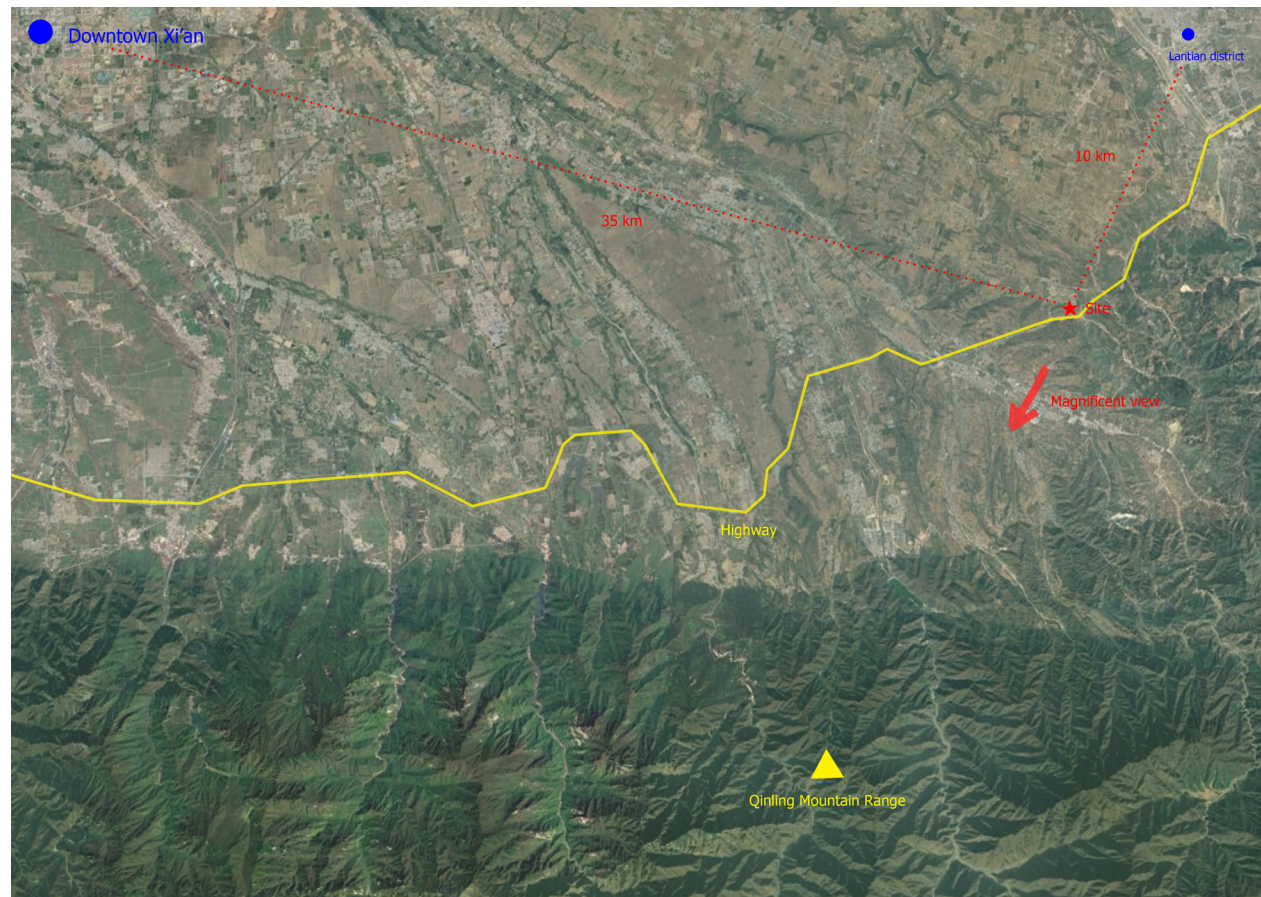 Downtown Xi'an
Lantian district
10 km
35 km
Site
Magnificent view
Highway
Qinling Mountain Range